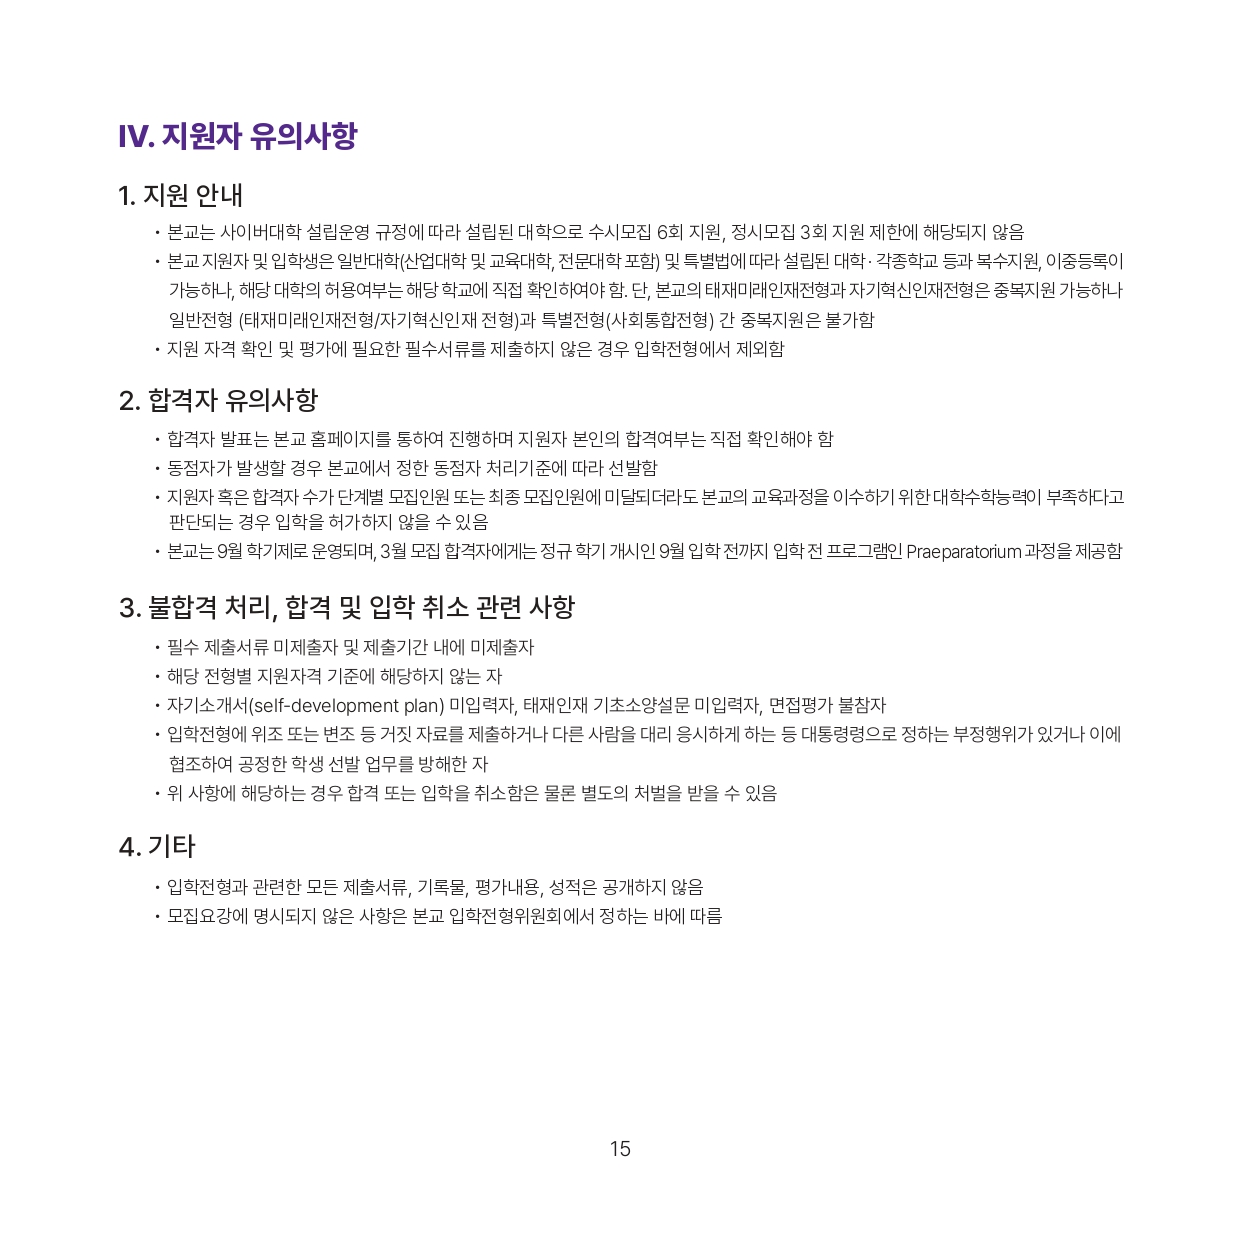 IV. 지원자 유의사항
1. 지원 안내
• 본교는 사이버대학 설립운영 규정에 따라 설립된 대학으로 수시모집 6회 지원, 정시모집 3회 지원 제한에 해당되지 않음
• 본교 지원자 및 입학생은 일반대학(산업대학 및 교육대학, 전문대학 포함) 및 특별법에 따라 설립된 대학 · 각종학교 등과 복수지원, 이중등록이
가능하나, 해당 대학의 허용여부는 해당 학교에 직접 확인하여야 함. 단, 본교의 태재미래인재전형과 자기혁신인재전형은 중복지원 가능하나
일반전형 (태재미래인재전형/자기혁신인재 전형)과 특별전형(사회통합전형) 간 중복지원은 불가함
• 지원 자격 확인 및 평가에 필요한 필수서류를 제출하지 않은 경우 입학전형에서 제외함
2. 합격자 유의사항
• 합격자 발표는 본교 홈페이지를 통하여 진행하며 지원자 본인의 합격여부는 직접 확인해야 함
• 동점자가 발생할 경우 본교에서 정한 동점자 처리기준에 따라 선발함
• 지원자 혹은 합격자 수가 단계별 모집인원 또는 최종 모집인원에 미달되더라도 본교의 교육과정을 이수하기 위한 대학수학능력이 부족하다고
판단되는 경우 입학을 허가하지 않을 수 있음
• 본교는 9월 학기제로 운영되며, 3월 모집 합격자에게는 정규 학기 개시인 9월 입학 전까지 입학 전 프로그램인 Praeparatorium 과정을 제공함
3. 불합격 처리, 합격 및 입학 취소 관련 사항
• 필수 제출서류 미제출자 및 제출기간 내에 미제출자
• 해당 전형별 지원자격 기준에 해당하지 않는 자
• 자기소개서(self-development plan) 미입력자, 태재인재 기초소양설문 미입력자, 면접평가 불참자
• 입학전형에 위조 또는 변조 등 거짓 자료를 제출하거나 다른 사람을 대리 응시하게 하는 등 대통령령으로 정하는 부정행위가 있거나 이에
협조하여 공정한 학생 선발 업무를 방해한 자
• 위 사항에 해당하는 경우 합격 또는 입학을 취소함은 물론 별도의 처벌을 받을 수 있음
4. 기타
• 입학전형과 관련한 모든 제출서류, 기록물, 평가내용, 성적은 공개하지 않음
• 모집요강에 명시되지 않은 사항은 본교 입학전형위원회에서 정하는 바에 따름
15